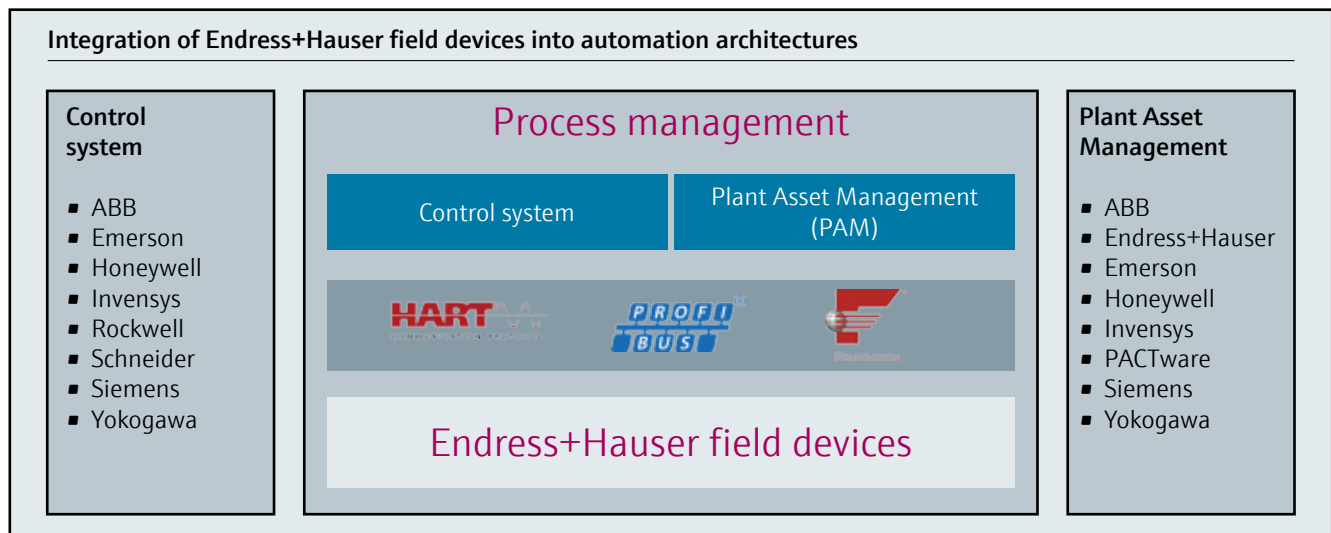 Integration of Endress+Hauser field devices into automation architectures
Control
system
▪ ABB
▪ Emerson
▪ Honeywell
▪ Invensys
▪ Rockwell
▪ Schneider
▪ Siemens
▪ Yokogawa
Process management
Control system
Plant Asset Management
(PAM)
HART
COMMUNICATION PROTOCOL
PROFI
BUS
Endress+Hauser field devices
Plant Asset
Management
▪ ABB
▪ Endress+Hauser
▪ Emerson
▪ Honeywell
▪ Invensys
▪ PACTware
▪ Siemens
▪ Yokogawa